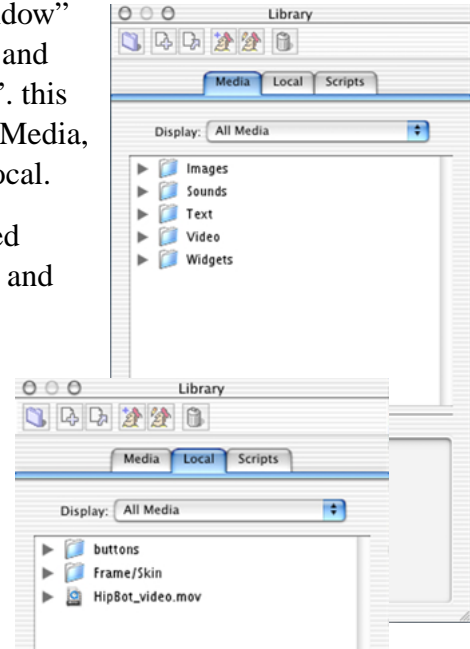 dow”
and
’. this
Media,
ocal.
ed
and
Library
Media Local Scripts
Display: All Media
Images
Sounds
Text
Video
Widgets
Library
Media Local Scripts
Display: All Media
buttons
Frame/Skin
HipBot_video.mov